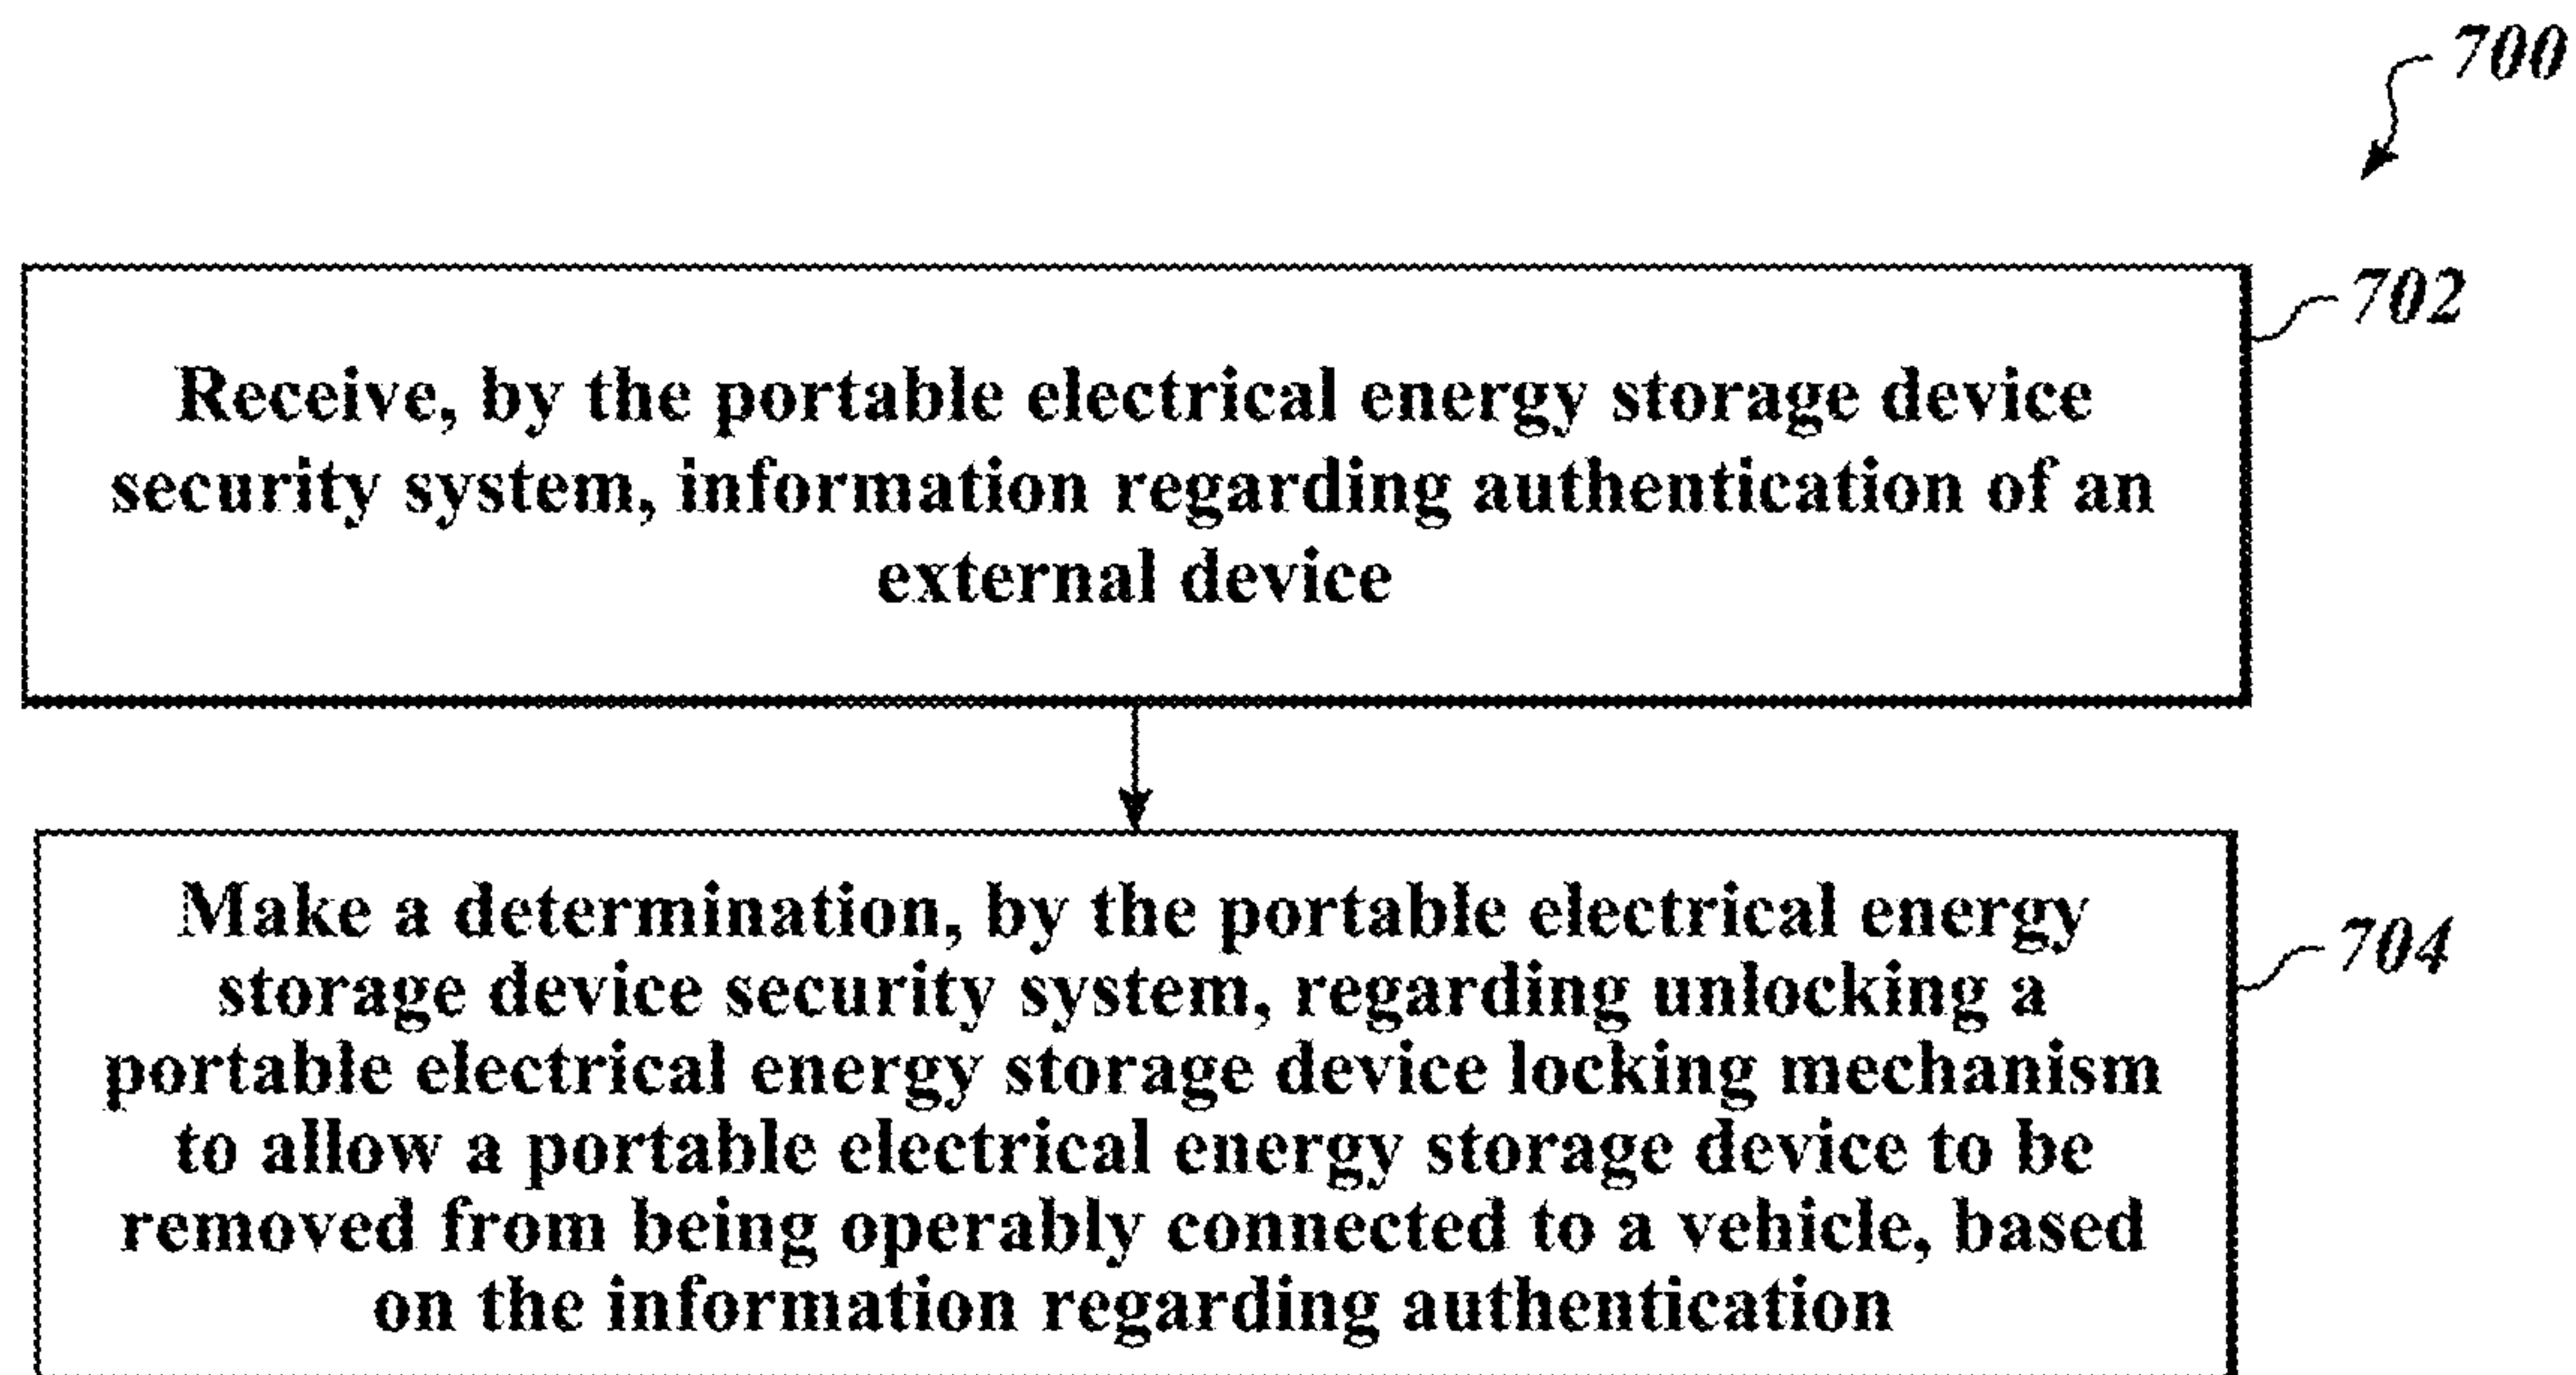 700
702
Receive, by the portable electrical energy storage device
security system, information regarding authentication of an
external device
704
Make a determination, by the portable electrical energy
storage device security system, regarding unlocking a
portable electrical energy storage device locking mechanism
to allow a portable electrical energy storage device to be
removed from being operably connected to a vehicle, based
on the information regarding authentication